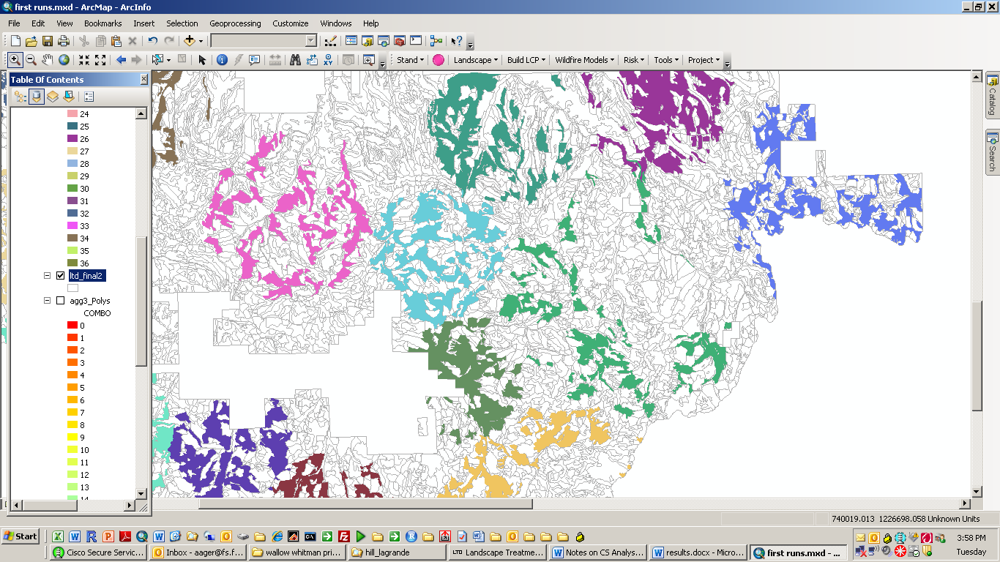 first runs.mxd - ArcMap - ArcInfo
File Edit View Bookmarks Insert Selection Geoprocessing Customize Windows Help
Stand Landscape Build LCP Wildfire Models Risk Tools Project
Table Of Contents
24
25
26
27
28
29
30
31
32
33
34
35
36
ltd_final2
agg3_Polys
COMBO
0
1
2
3
4
5
6
7
8
9
10
11
12
13
14
Catalog
Search
740019.013 1226698.058 Unknown Units
Start
3:58 PM
Cisco Secure Servic... Inbox - aager@fs.f... wallow whitman pri... hill_lagrande LTD Landscape Treatme... Notes on CS Analys... results.docx - Micro... first runs.mxd - ...
Tuesday